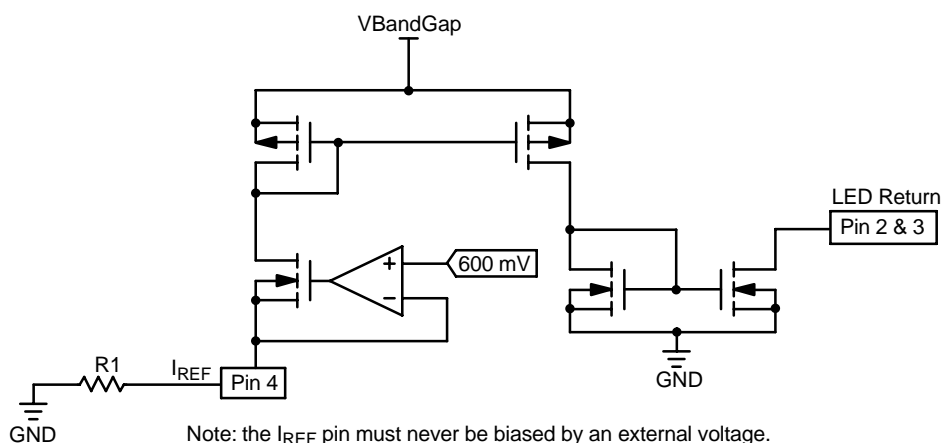 VBandGap
LED Return
Pin 2 & 3
+
600 mV
−
R1
IREF
Pin 4
GND
GND
Note: the IREF pin must never be biased by an external voltage.